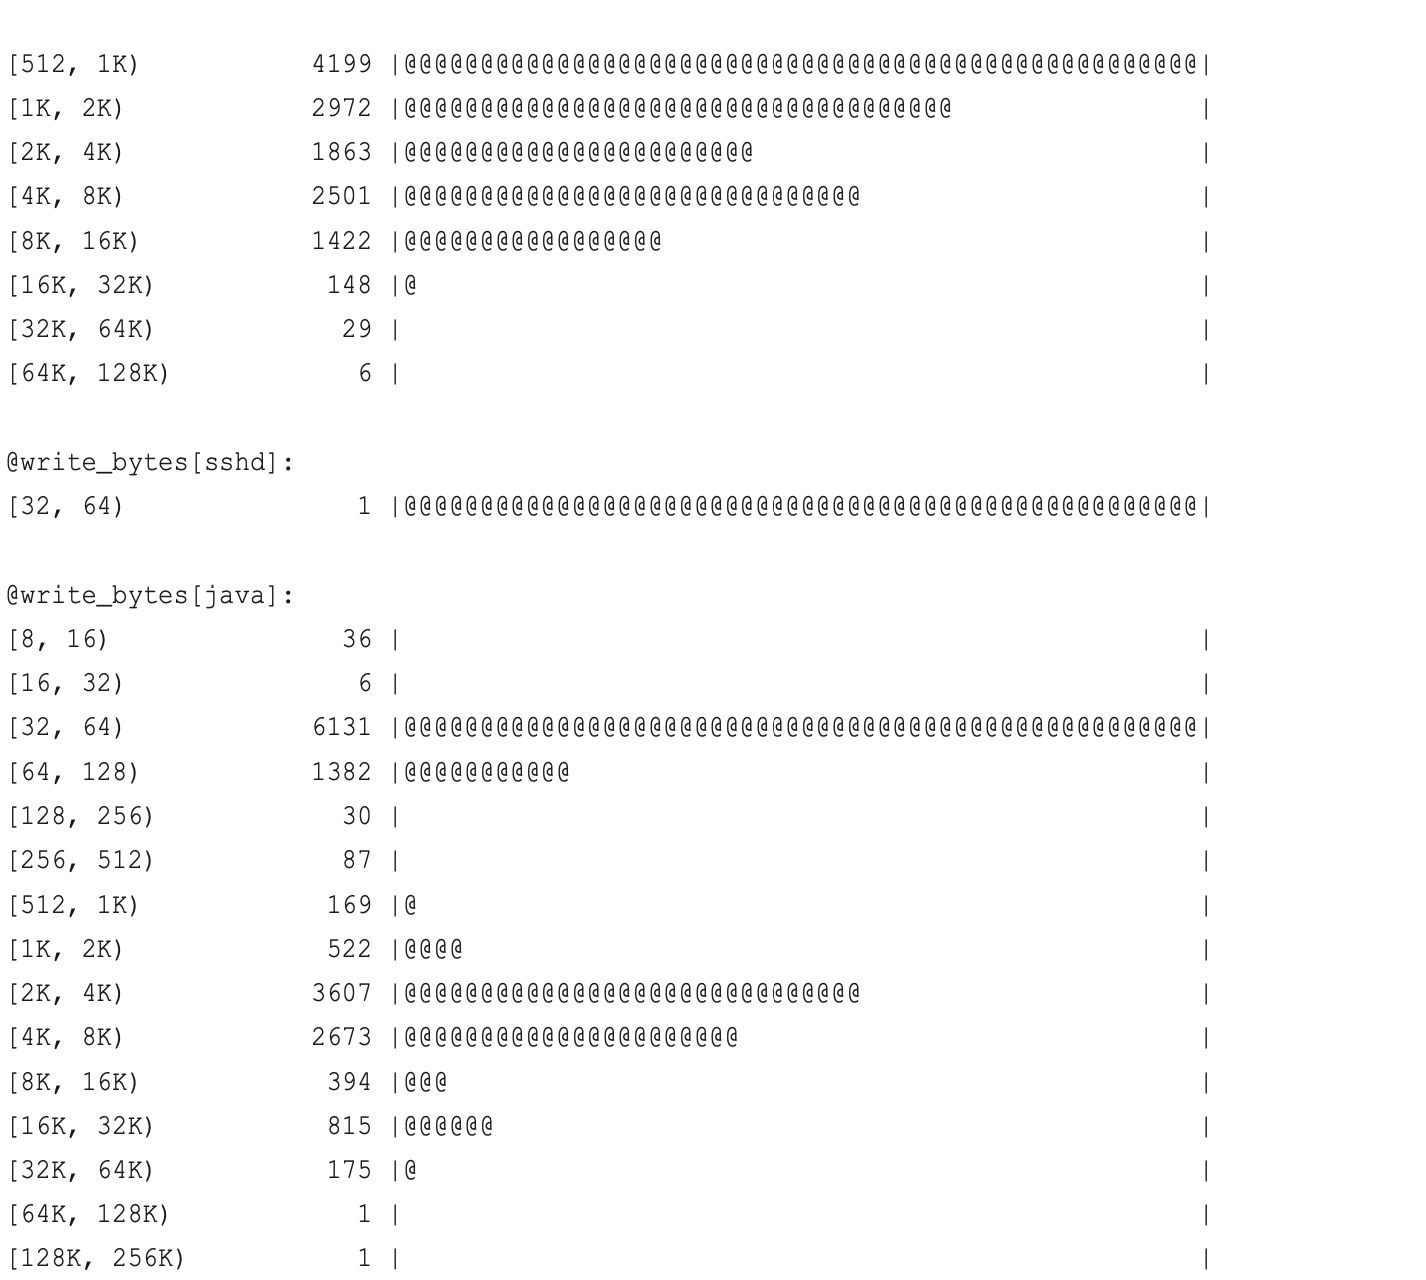 [512, 1K)            4199 |@@@@@@@@@@@@@@@@@@@@@@@@@@@@@@@@@@@@@@@@@@@@@@@@@@@@|
[1K, 2K)             2972 |@@@@@@@@@@@@@@@@@@@@@@@@@@@@@@@@@@@@                |
[2K, 4K)             1863 |@@@@@@@@@@@@@@@@@@@@@@@                             |
[4K, 8K)             2501 |@@@@@@@@@@@@@@@@@@@@@@@@@@@@@@                      |
[8K, 16K)            1422 |@@@@@@@@@@@@@@@@@                                   |
[16K, 32K)            148 |@                                                   |
[32K, 64K)             29 |                                                    |
[64K, 128K)             6 |                                                    |

@write_bytes[sshd]:
[32, 64)                1 |@@@@@@@@@@@@@@@@@@@@@@@@@@@@@@@@@@@@@@@@@@@@@@@@@@@@|

@write_bytes[java]:
[8, 16)                36 |                                                    |
[16, 32)                6 |                                                    |
[32, 64)             6131 |@@@@@@@@@@@@@@@@@@@@@@@@@@@@@@@@@@@@@@@@@@@@@@@@@@@@|
[64, 128)            1382 |@@@@@@@@@@@                                         |
[128, 256)             30 |                                                    |
[256, 512)             87 |                                                    |
[512, 1K)             169 |@                                                   |
[1K, 2K)              522 |@@@@                                                |
[2K, 4K)             3607 |@@@@@@@@@@@@@@@@@@@@@@@@@@@@@@                      |
[4K, 8K)             2673 |@@@@@@@@@@@@@@@@@@@@@@                              |
[8K, 16K)             394 |@@@                                                 |
[16K, 32K)            815 |@@@@@@                                              |
[32K, 64K)            175 |@                                                   |
[64K, 128K)             1 |                                                    |
[128K, 256K)            1 |                                                    |